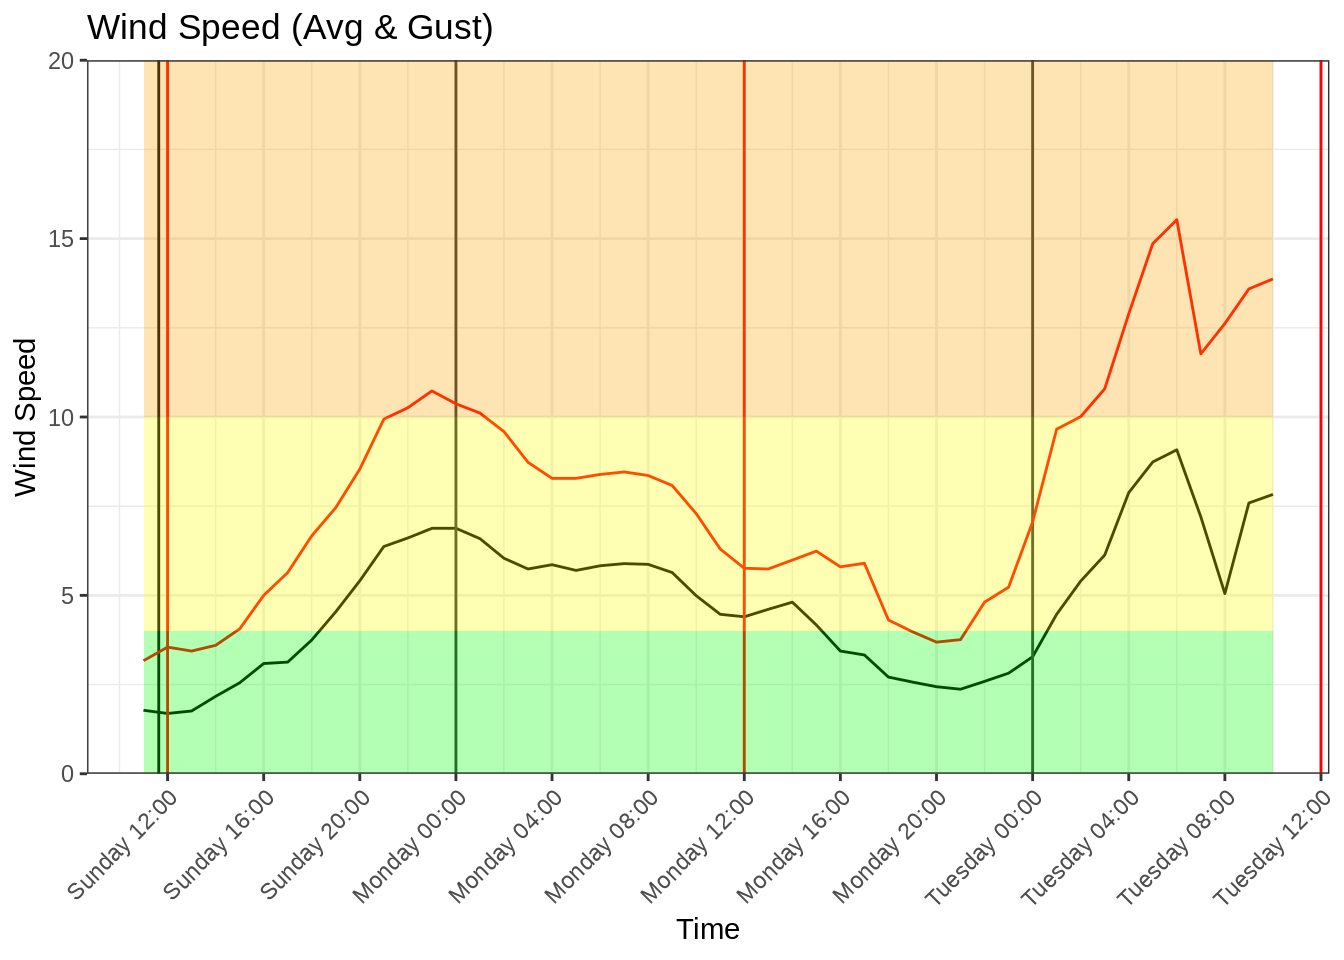 Wind Speed (Avg & Gust)
20
15
10
5
0
Wind Speed
Sunday 12:00
Sunday 16:00
Sunday 20:00
Monday 00:00
Monday 04:00
Monday 08:00
Monday 12:00
Monday 16:00
Monday 20:00
Tuesday 00:00
Tuesday 04:00
Tuesday 08:00
Tuesday 12:00
Time